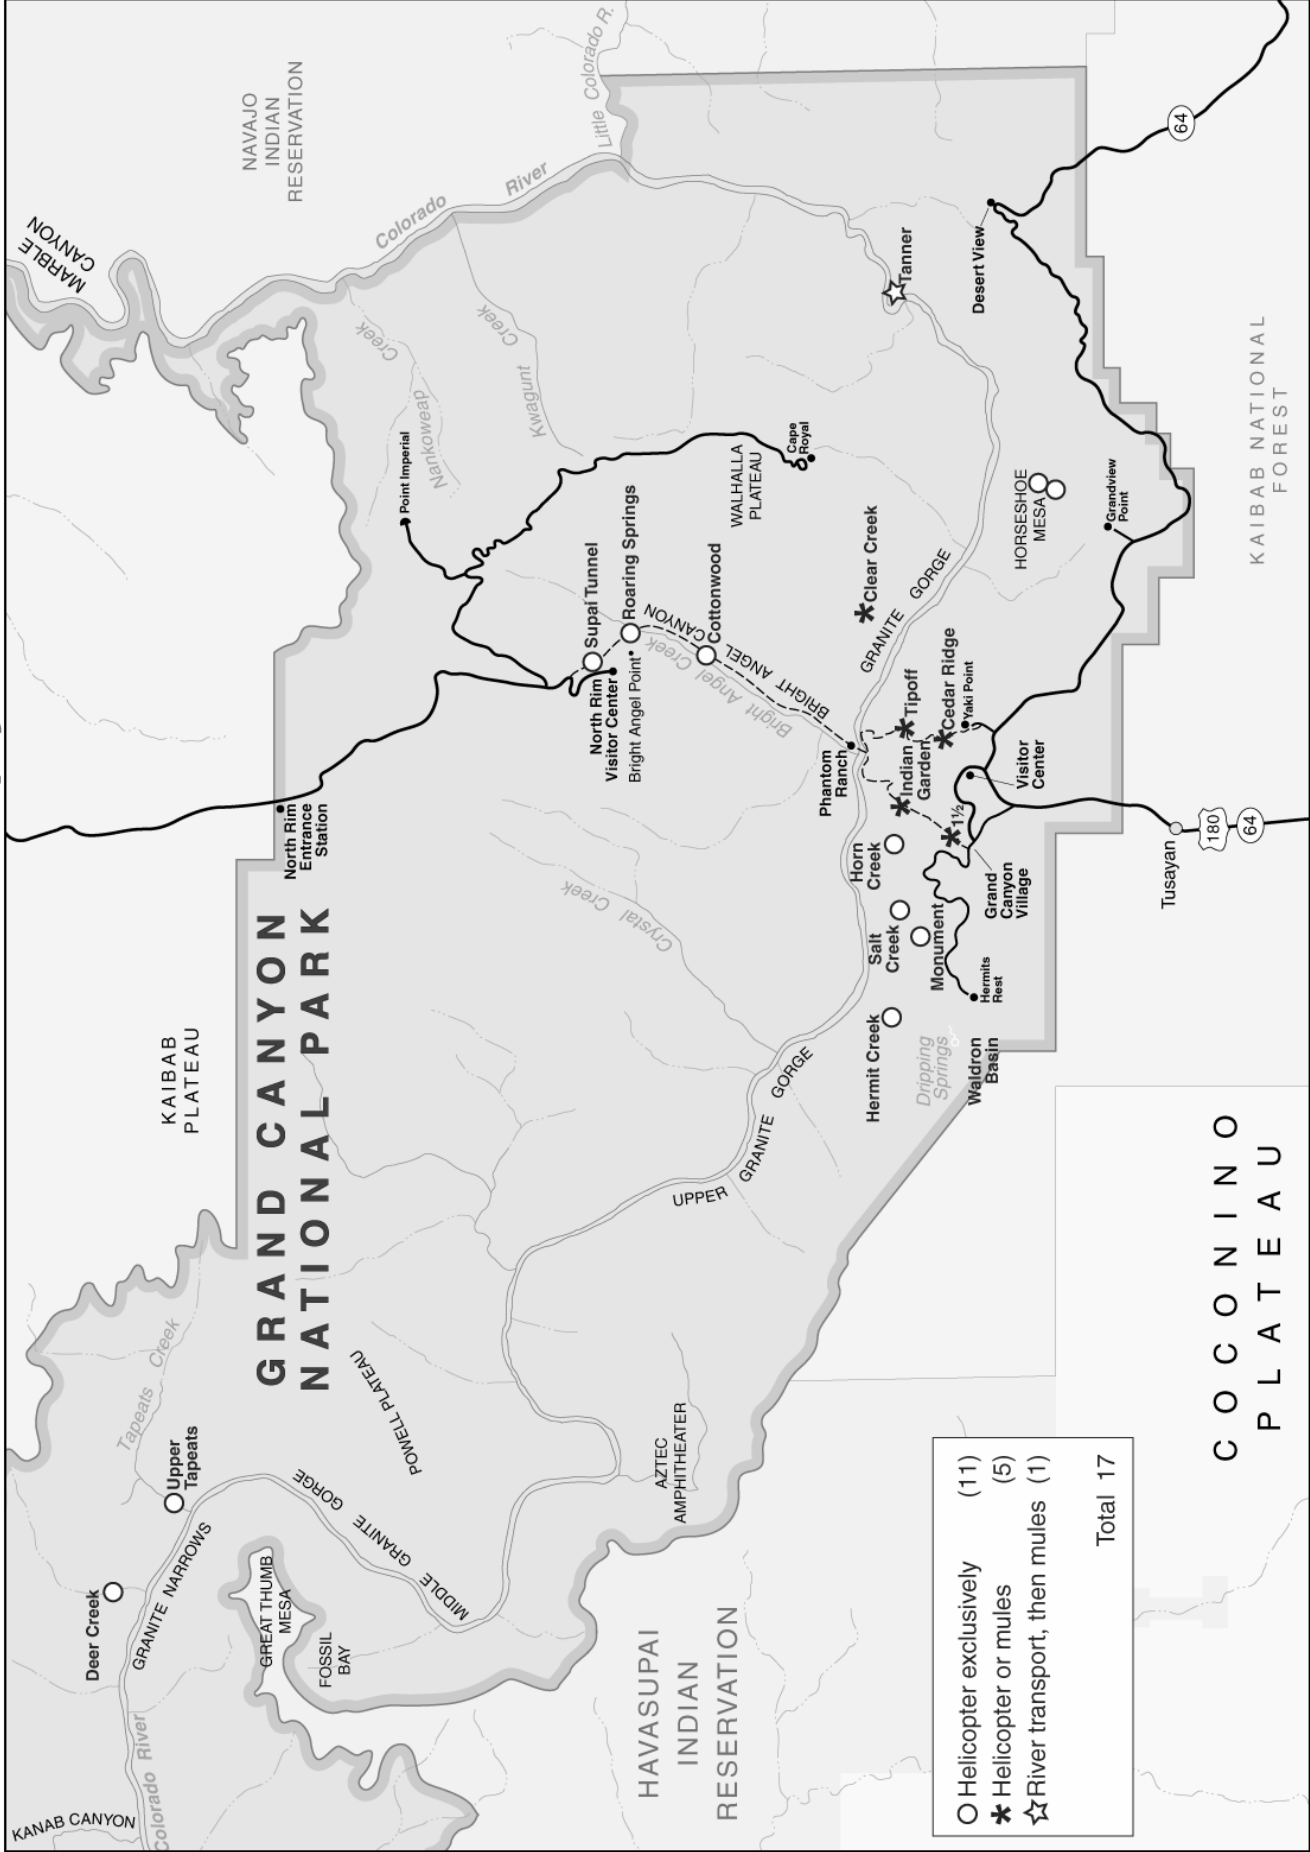 KANAB CANYON
Colorado River
Deer Creek
GRANITE NARROWS
Upper
Tapeats
Tapeats Creek
GREAT THUMB
MESA
FOSSIL
BAY
MIDDLE GRANITE GORGE
POWELL PLATEAU
AZTEC
AMPHITHEATER
HAVASUPAI
INDIAN
RESERVATION
KAIBAB
PLATEAU
GRAND CANYON
NATIONAL PARK
UPPER GRANITE GORGE
Crystal Creek
North Rim
Entrance
Station
North Rim
Visitor Center
Bright Angel Point
Supai Tunnel
Roaring Springs
Cottonwood
BRIGHT ANGEL CANYON
Bright Angel Creek
Point Imperial
Nankoweap Creek
Kwagunt Creek
MARBLE
CANYON
NAVAJO
INDIAN
RESERVATION
Colorado River
Little Colorado R.
WALHALLA
PLATEAU
Cape
Royal
Clear Creek
GRANITE GORGE
Phantom
Ranch
Tipoff
Indian
Garden
Cedar Ridge
Yaki Point
1½
Horn
Creek
Salt
Creek
Monument
Hermit Creek
Hermits
Rest
Dripping
Springs
Waldron
Basin
Grand
Canyon
Village
Visitor
Center
Tusayan
180
64
HORSESHOE
MESA
Grandview
Point
Tanner
Desert View
64
KAIBAB NATIONAL
FOREST
COCONINO
PLATEAU
Helicopter exclusively (11)
Helicopter or mules (5)
River transport, then mules (1)
Total 17